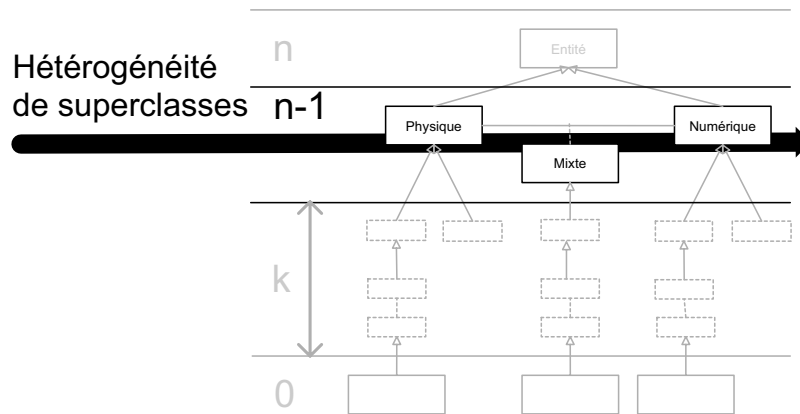 n
Entité
Hétérogénéité
de superclasses
n-1
Physique
Numérique
Mixte
k
0